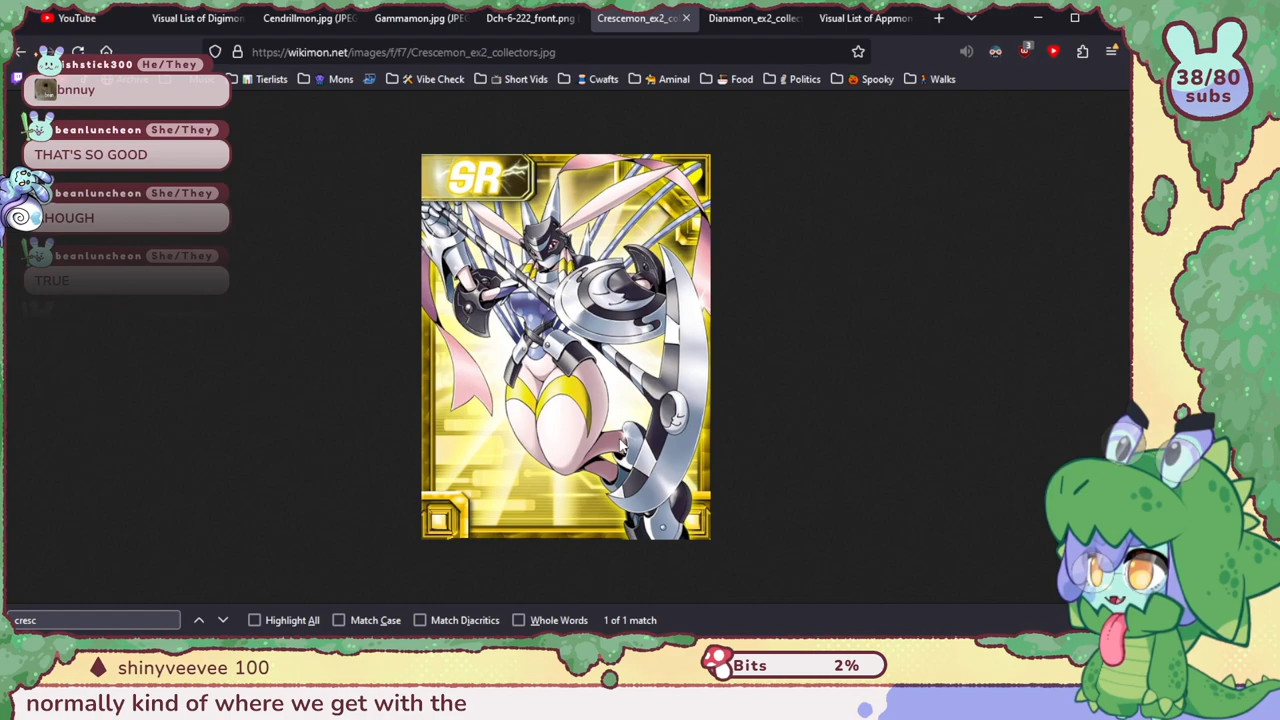 YouTube
Visual List of Digimon
Cendrillmon.jpg (JPE
Gammamon.jpg (JPE
Dch-6-222_front.png
Crescemon_ex2_co
Dianamon_ex2_collec
Visual List of Appmon
https://wikimon.net/images/f/f7/Crescemon_ex2_collectors.jpg
3
Tierlists
Mons
Vibe Check
Short Vids
Cwafts
Aminal
Food
Politics
Spooky
Walks
ishstick300 He/They
bnnuy
beanluncheon She/They
THAT'S SO GOOD
beanluncheon She/They
HOUGH
beanluncheon She/They
TRUE
38/80
subs
SR
cresc
Highlight All
Match Case
Match Diacritics
Whole Words
1 of 1 match
shinyveevee 100
Bits
2%
normally kind of where we get with the